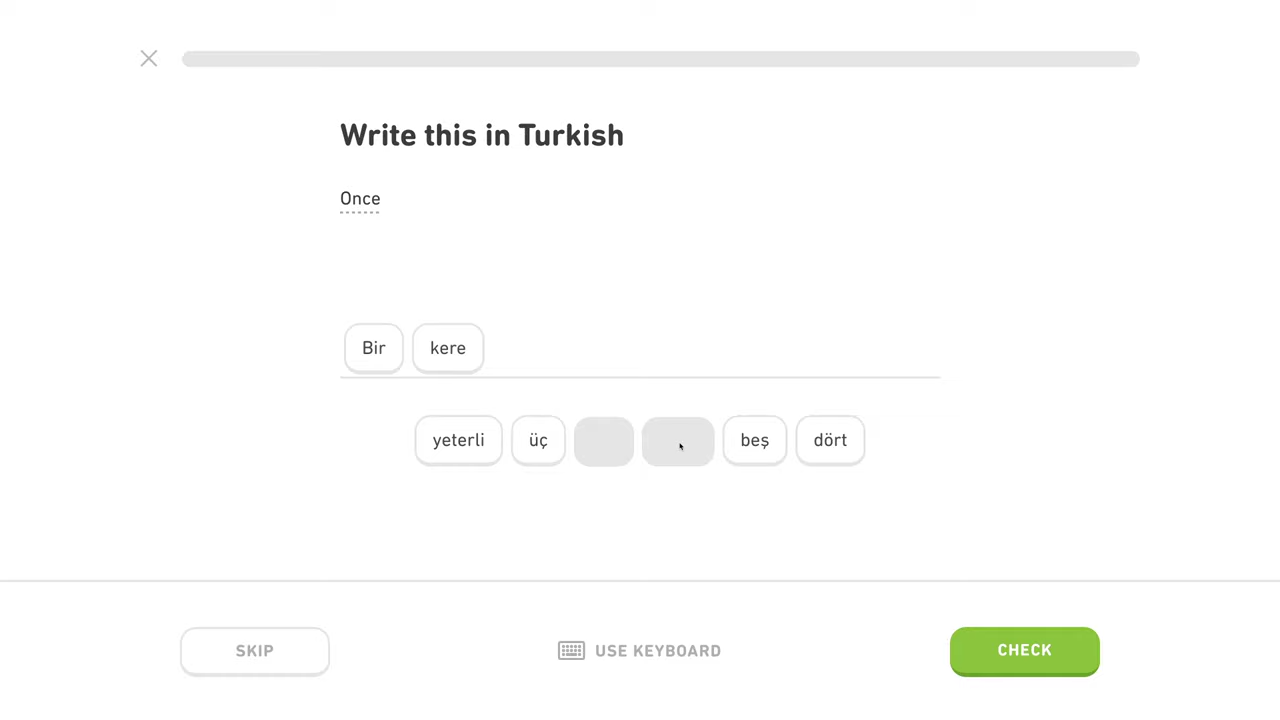 Write this in Turkish
Once
Bir kere
yeterli üç beş dört
SKIP USE KEYBOARD CHECK